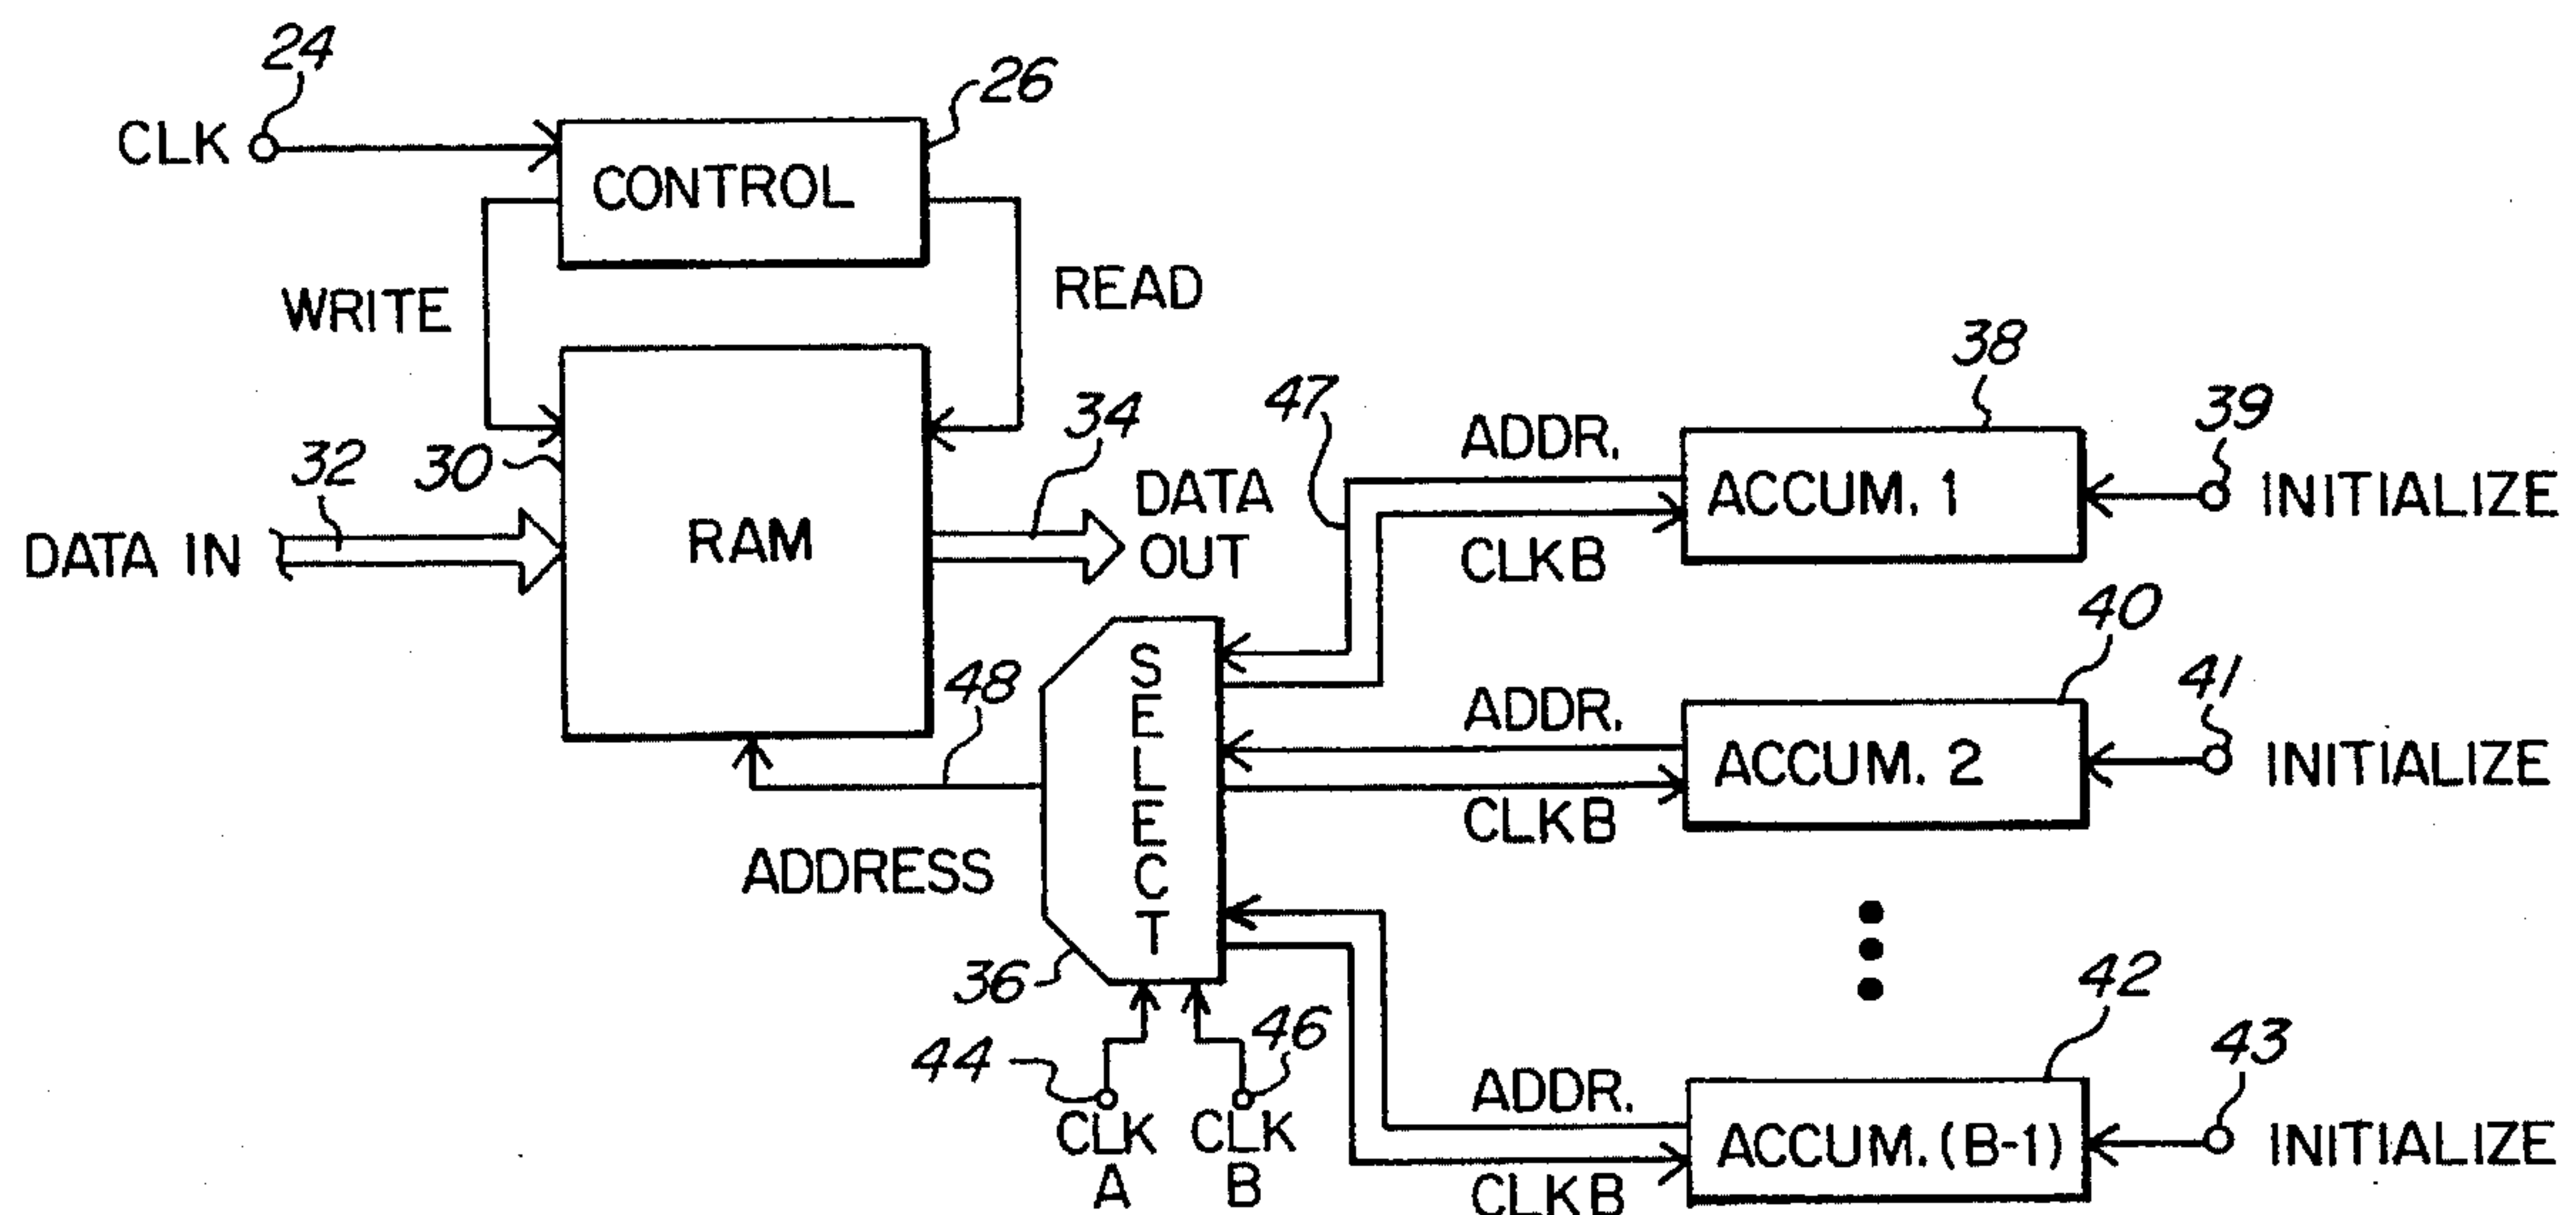 24
CLK
26
CONTROL
WRITE
READ
30
32
DATA IN
RAM
34
DATA
OUT
47
ADDR.
CLKB
38
ACCUM. 1
39
INITIALIZE
48
ADDRESS
SELECT
36
ADDR.
CLKB
40
ACCUM. 2
41
INITIALIZE
44
CLK
A
46
CLK
B
ADDR.
CLKB
42
ACCUM. (B-1)
43
INITIALIZE